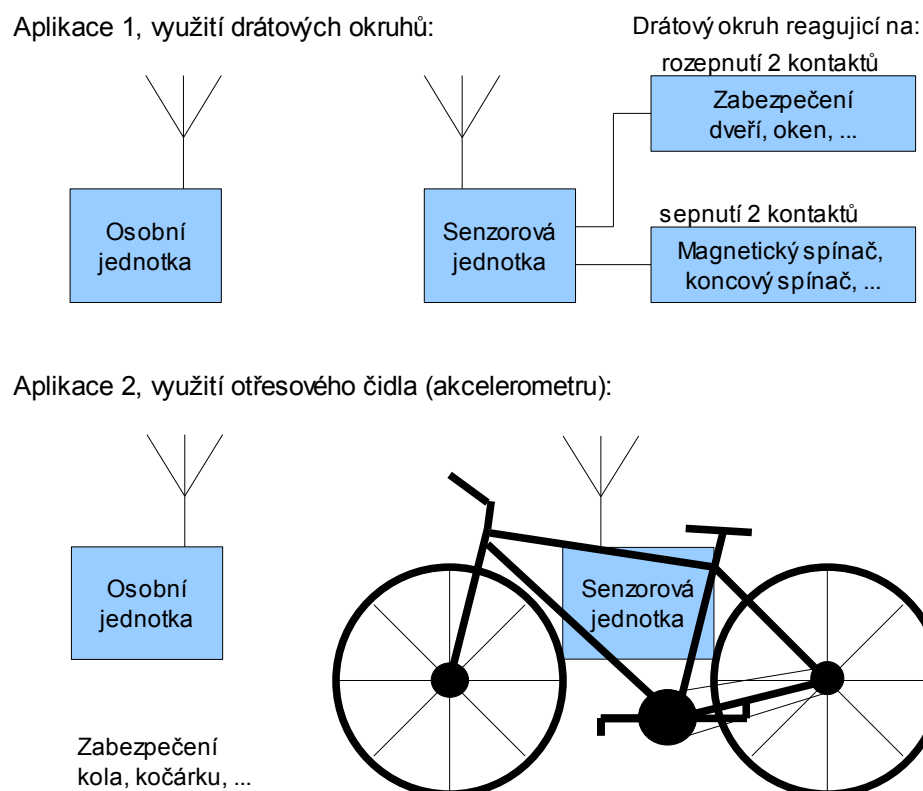 Aplikace 1, využití drátových okruhů:
Drátový okruh reagujicí na:
rozepnutí 2 kontaktů
Zabezpečení
dveří, oken, ...
Osobní
jednotka
Senzorová
jednotka
sepnutí 2 kontaktů
Magnetický spínač,
koncový spínač, ...
Aplikace 2, využití otřesového čidla (akcelerometru):
Osobní
jednotka
Senzorová
jednotka
Zabezpečení
kola, kočárku, ...